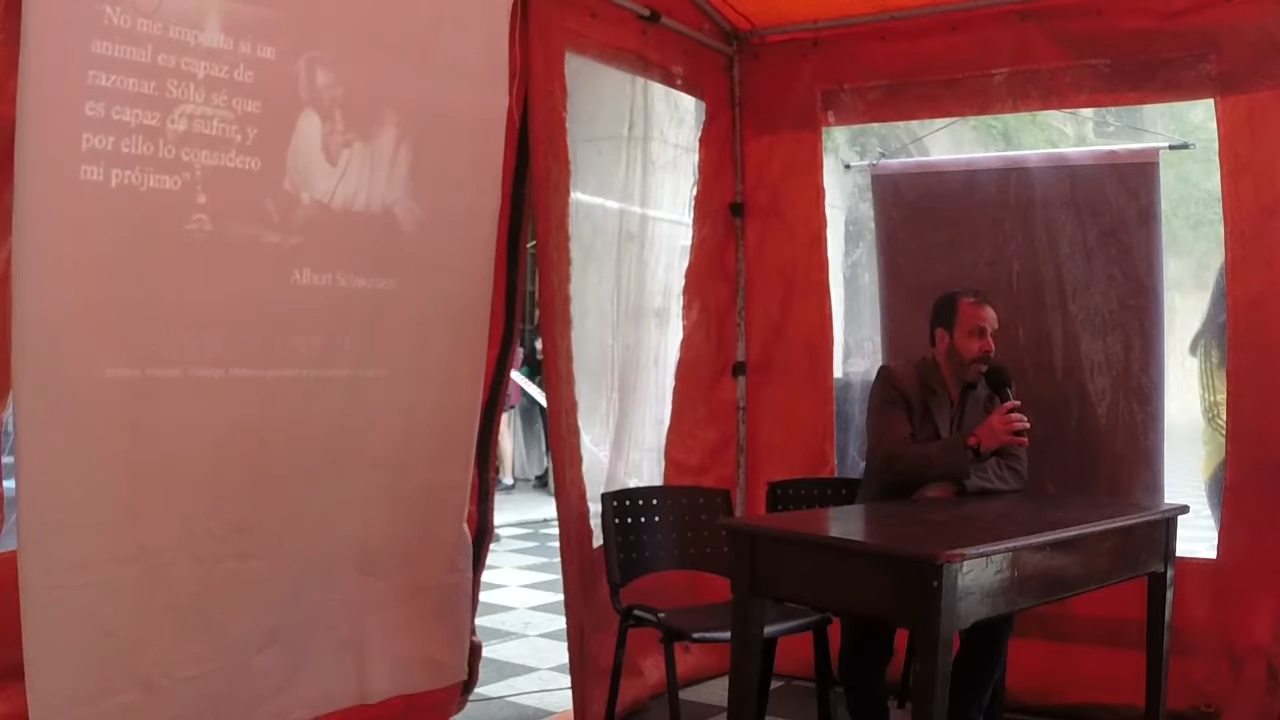 "No me importa si un
animal es capaz de
razonar. Sólo sé que
es capaz de sufrir, y
por ello lo considero
mi prójimo"
Albert Schweitzer